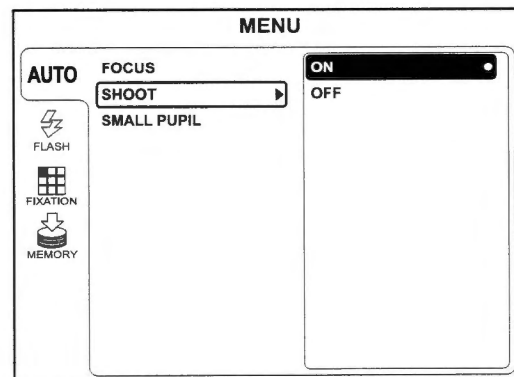 MENU
AUTO
FLASH
FIXATION
MEMORY
FOCUS
SHOOT
SMALL PUPIL
ON
OFF